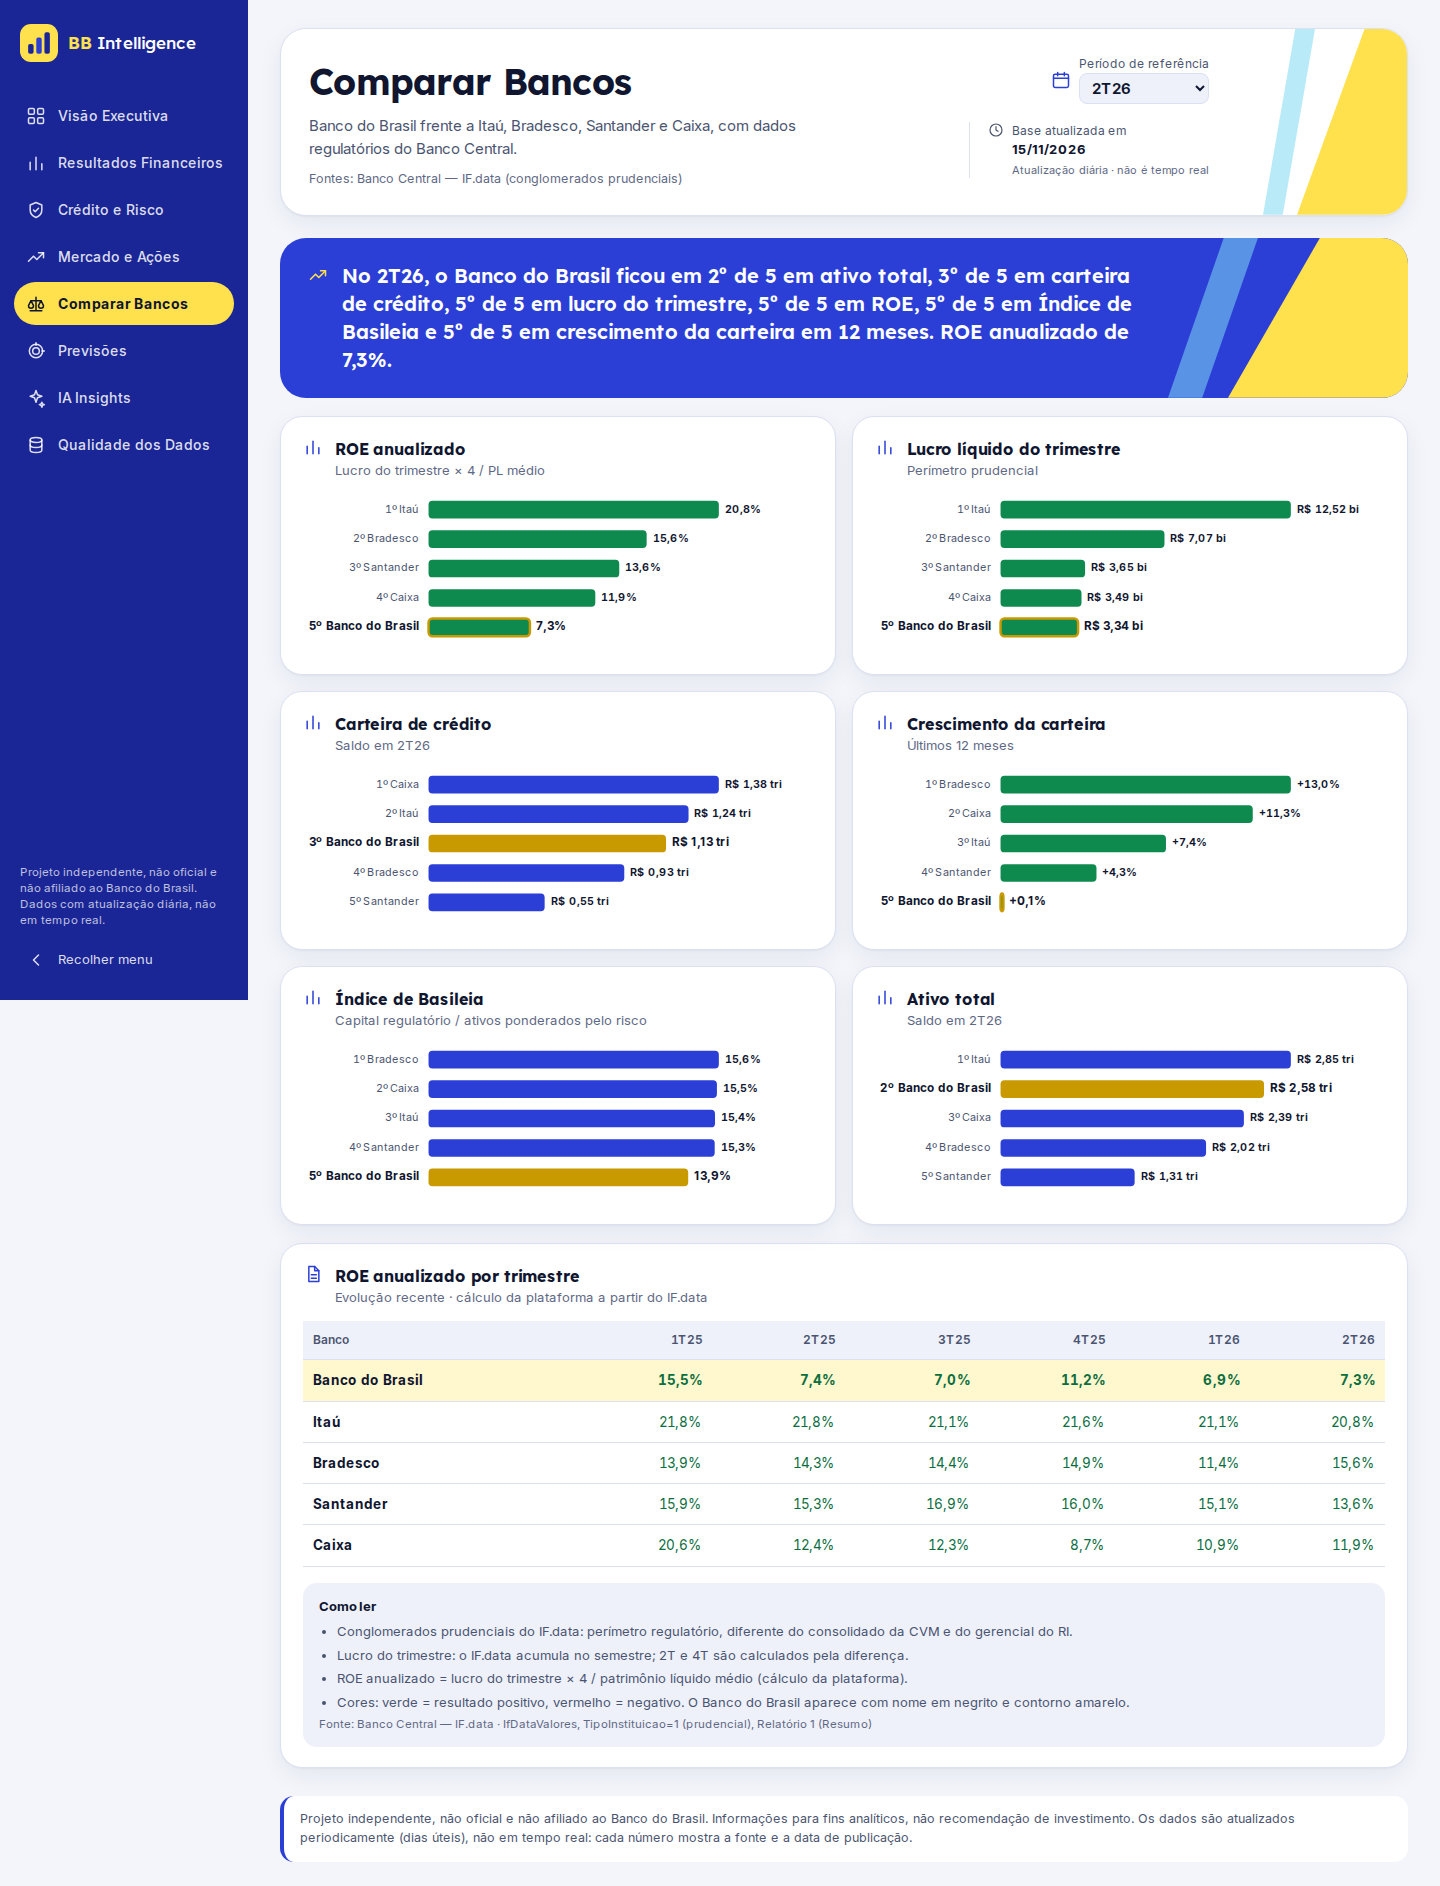 BB Intelligence
Visão Executiva
Resultados Financeiros
Crédito e Risco
Mercado e Ações
Comparar Bancos
Previsões
IA Insights
Qualidade dos Dados
Projeto independente, não oficial e
não afiliado ao Banco do Brasil.
Dados com atualização diária, não
em tempo real.
Recolher menu
Comparar Bancos
Banco do Brasil frente a Itaú, Bradesco, Santander e Caixa, com dados
regulatórios do Banco Central.
Fontes: Banco Central — IF.data (conglomerados prudenciais)
Período de referência
2T26
Base atualizada em
15/11/2026
Atualização diária · não é tempo real
No 2T26, o Banco do Brasil ficou em 2º de 5 em ativo total, 3º de 5 em carteira
de crédito, 5º de 5 em lucro do trimestre, 5º de 5 em ROE, 5º de 5 em Índice de
Basileia e 5º de 5 em crescimento da carteira em 12 meses. ROE anualizado de
7,3%.
ROE anualizado
Lucro do trimestre × 4 / PL médio
1º Itaú 20,8%
2º Bradesco 15,6%
3º Santander 13,6%
4º Caixa 11,9%
5º Banco do Brasil 7,3%
Lucro líquido do trimestre
Perímetro prudencial
1º Itaú R$ 12,52 bi
2º Bradesco R$ 7,07 bi
3º Santander R$ 3,65 bi
4º Caixa R$ 3,49 bi
5º Banco do Brasil R$ 3,34 bi
Carteira de crédito
Saldo em 2T26
1º Caixa R$ 1,38 tri
2º Itaú R$ 1,24 tri
3º Banco do Brasil R$ 1,13 tri
4º Bradesco R$ 0,93 tri
5º Santander R$ 0,55 tri
Crescimento da carteira
Últimos 12 meses
1º Bradesco +13,0%
2º Caixa +11,3%
3º Itaú +7,4%
4º Santander +4,3%
5º Banco do Brasil +0,1%
Índice de Basileia
Capital regulatório / ativos ponderados pelo risco
1º Bradesco 15,6%
2º Caixa 15,5%
3º Itaú 15,4%
4º Santander 15,3%
5º Banco do Brasil 13,9%
Ativo total
Saldo em 2T26
1º Itaú R$ 2,85 tri
2º Banco do Brasil R$ 2,58 tri
3º Caixa R$ 2,39 tri
4º Bradesco R$ 2,02 tri
5º Santander R$ 1,31 tri
ROE anualizado por trimestre
Evolução recente · cálculo da plataforma a partir do IF.data
Banco 1T25 2T25 3T25 4T25 1T26 2T26
Banco do Brasil 15,5% 7,4% 7,0% 11,2% 6,9% 7,3%
Itaú 21,8% 21,8% 21,1% 21,6% 21,1% 20,8%
Bradesco 13,9% 14,3% 14,4% 14,9% 11,4% 15,6%
Santander 15,9% 15,3% 16,9% 16,0% 15,1% 13,6%
Caixa 20,6% 12,4% 12,3% 8,7% 10,9% 11,9%
Como ler
• Conglomerados prudenciais do IF.data: perímetro regulatório, diferente do consolidado da CVM e do gerencial do RI.
• Lucro do trimestre: o IF.data acumula no semestre; 2T e 4T são calculados pela diferença.
• ROE anualizado = lucro do trimestre × 4 / patrimônio líquido médio (cálculo da plataforma).
• Cores: verde = resultado positivo, vermelho = negativo. O Banco do Brasil aparece com nome em negrito e contorno amarelo.
Fonte: Banco Central — IF.data · IfDataValores, TipoInstituicao=1 (prudencial), Relatório 1 (Resumo)
Projeto independente, não oficial e não afiliado ao Banco do Brasil. Informações para fins analíticos, não recomendação de investimento. Os dados são atualizados
periodicamente (dias úteis), não em tempo real: cada número mostra a fonte e a data de publicação.